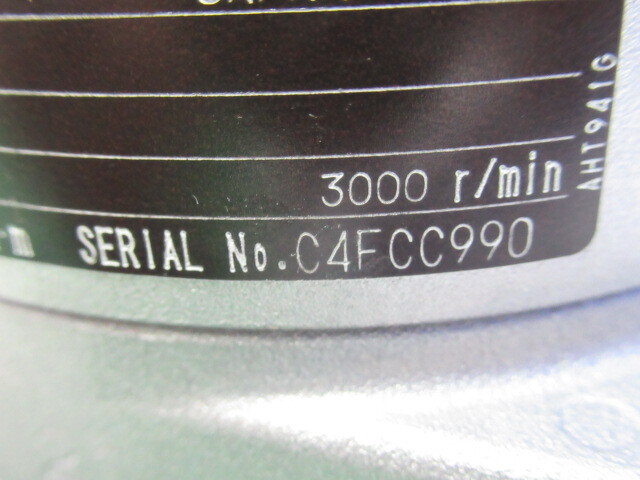 3000 r/min
m SERIAL No. C4FCC990
AHT941G